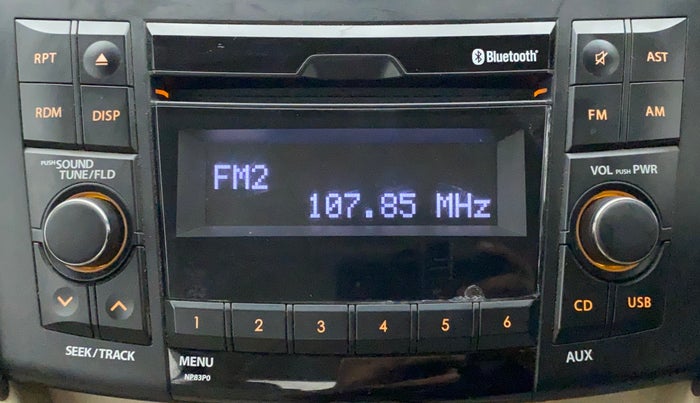 RPT
Bluetooth
AST
RDM
DISP
FM
AM
PUSH SOUND
TUNE/FLD
VOL PUSH PWR
FM2
107.85 MHz
CD
USB
1 2 3 4 5 6
SEEK/TRACK
MENU
AUX
NP83P0